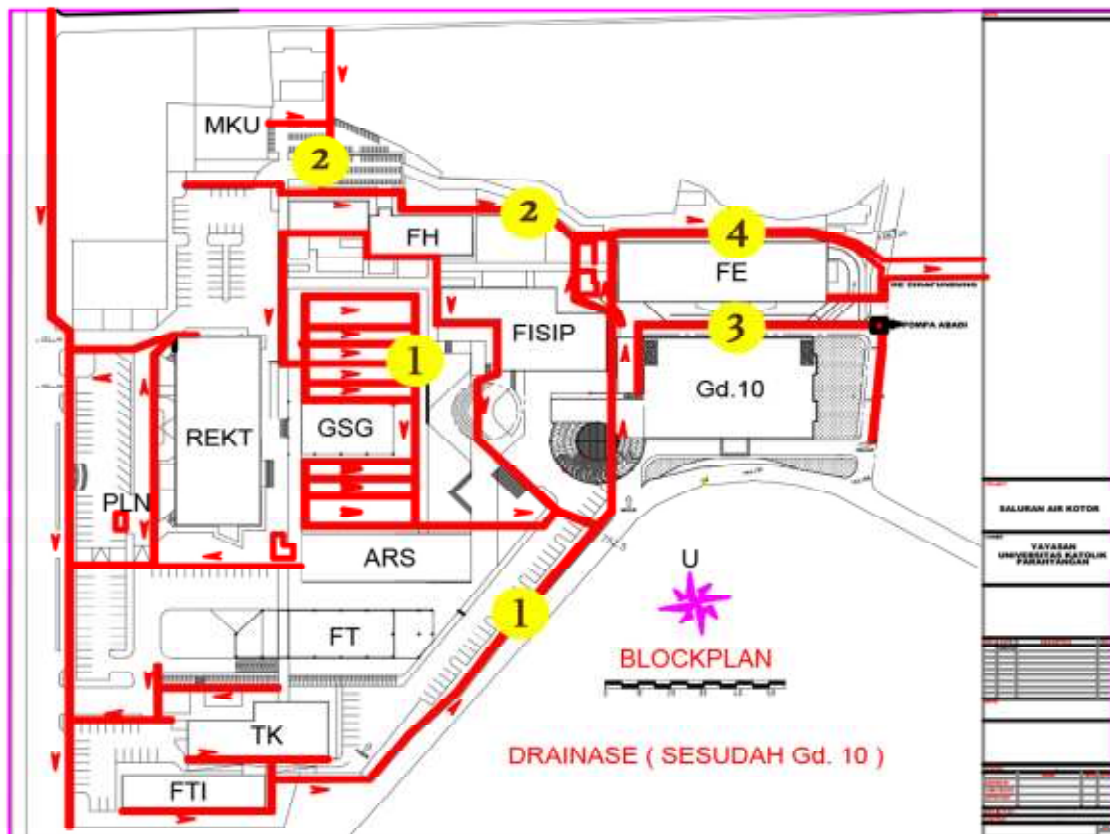 MKU
2
2
FH
4
FE
FISIP
3
POMPA ABADI
1
Gd.10
REKT
GSG
PLN
SALURAN AIR KOTOR
YAYASAN
UNIVERSITAS KATOLIK
PARAHYANGAN
ARS
U
1
FT
BLOCKPLAN
TK
DRAINASE ( SESUDAH Gd. 10 )
FTI